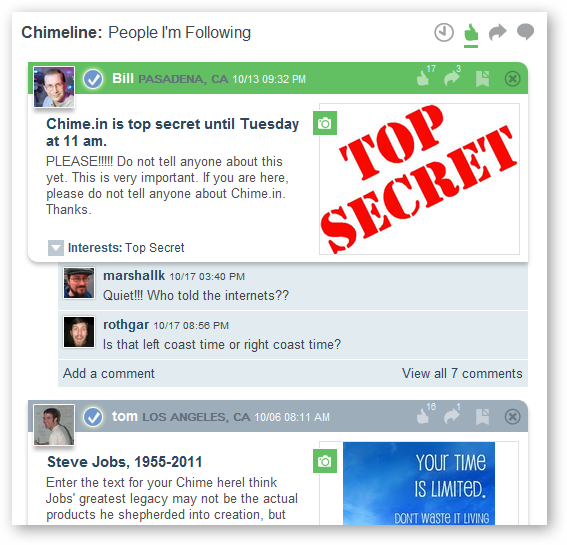 Chimeline: People I'm Following
Bill PASADENA, CA 10/13 09:32 PM 17 3
Chime.in is top secret until Tuesday
at 11 am.
PLEASE!!!!! Do not tell anyone about this
yet. This is very important. If you are here,
please do not tell anyone about Chime.in.
Thanks.
TOP
SECRET
Interests: Top Secret
marshallk 10/17 03:40 PM
Quiet!!! Who told the internets??
rothgar 10/17 08:56 PM
Is that left coast time or right coast time?
Add a comment View all 7 comments
tom LOS ANGELES, CA 10/06 08:11 AM 16 1
Steve Jobs, 1955-2011
Enter the text for your Chime hereI think
Jobs' greatest legacy may not be the actual
products he shepherded into creation, but
YOUR TIME
IS LIMITED.
DON'T WASTE IT LIVING